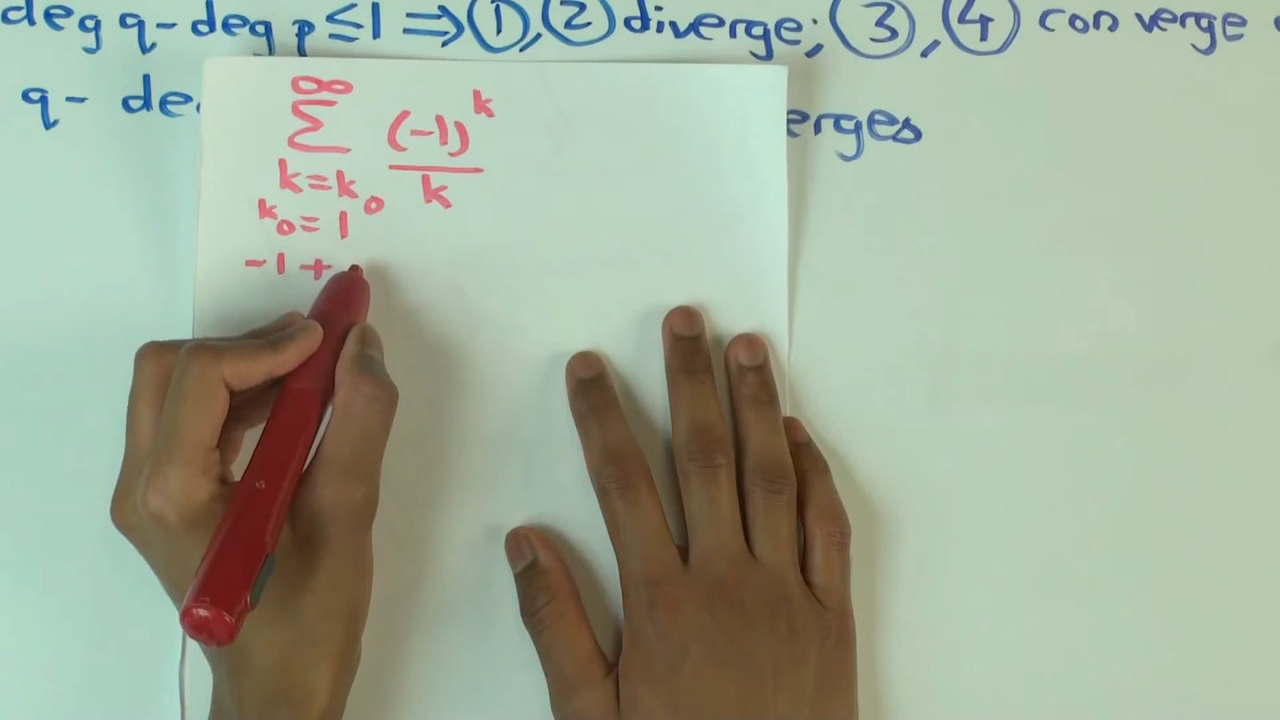 deg q - deg p ≤ 1 ⟹ ①, ② diverge; ③, ④ converge
q - de erges
∞
Σ (-1)^k / k
k=k₀
k₀ = 1
-1 +